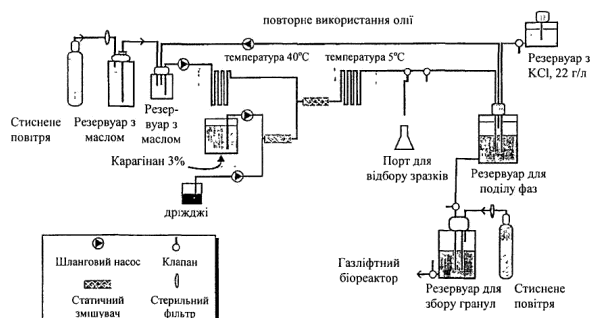 повторне використання олії
температура 40°С
температура 5°С
Резервуар з
KCl, 22 г/л
Стиснене
повітря
Резервуар з
маслом
Резер-
вуар з
маслом
Карагінан 3%
дріжджі
Порт для
відбору зразків
Резервуар для
поділу фаз
Газліфтний
біореактор
Резервуар для
збору гранул
Стиснене
повітря
Шланговий насос
Клапан
Статичний
змішувач
Стерильний
фільтр